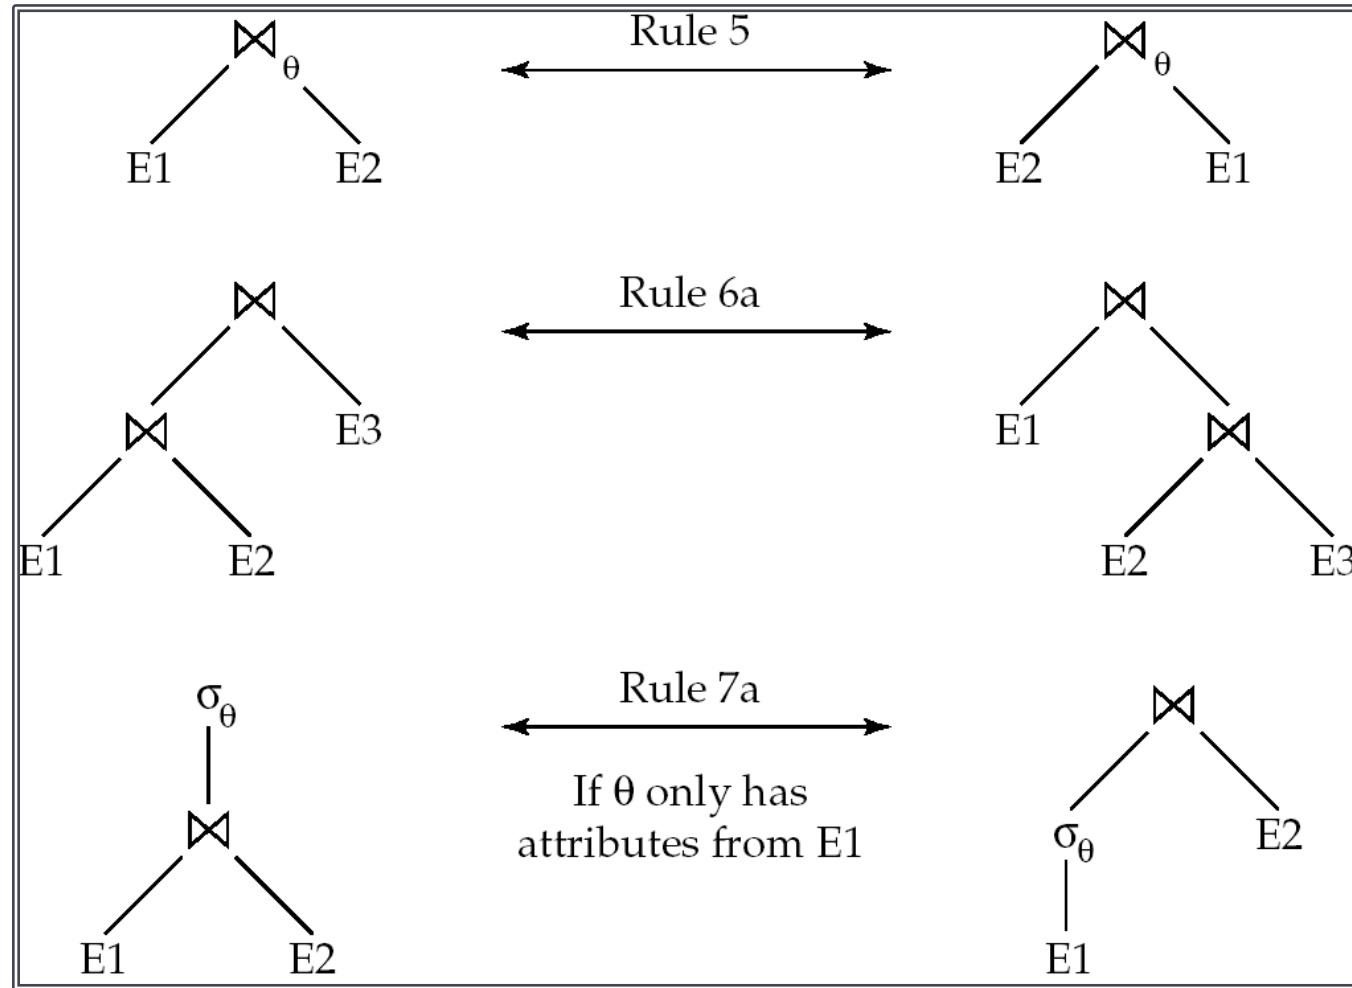 ⋈θ Rule 5 ⋈θ
E1 E2 E2 E1
⋈ Rule 6a ⋈
⋈ E3 E1 ⋈
E1 E2 E2 E3
σθ Rule 7a ⋈
If θ only has
⋈ attributes from E1 σθ E2
E1 E2 E1